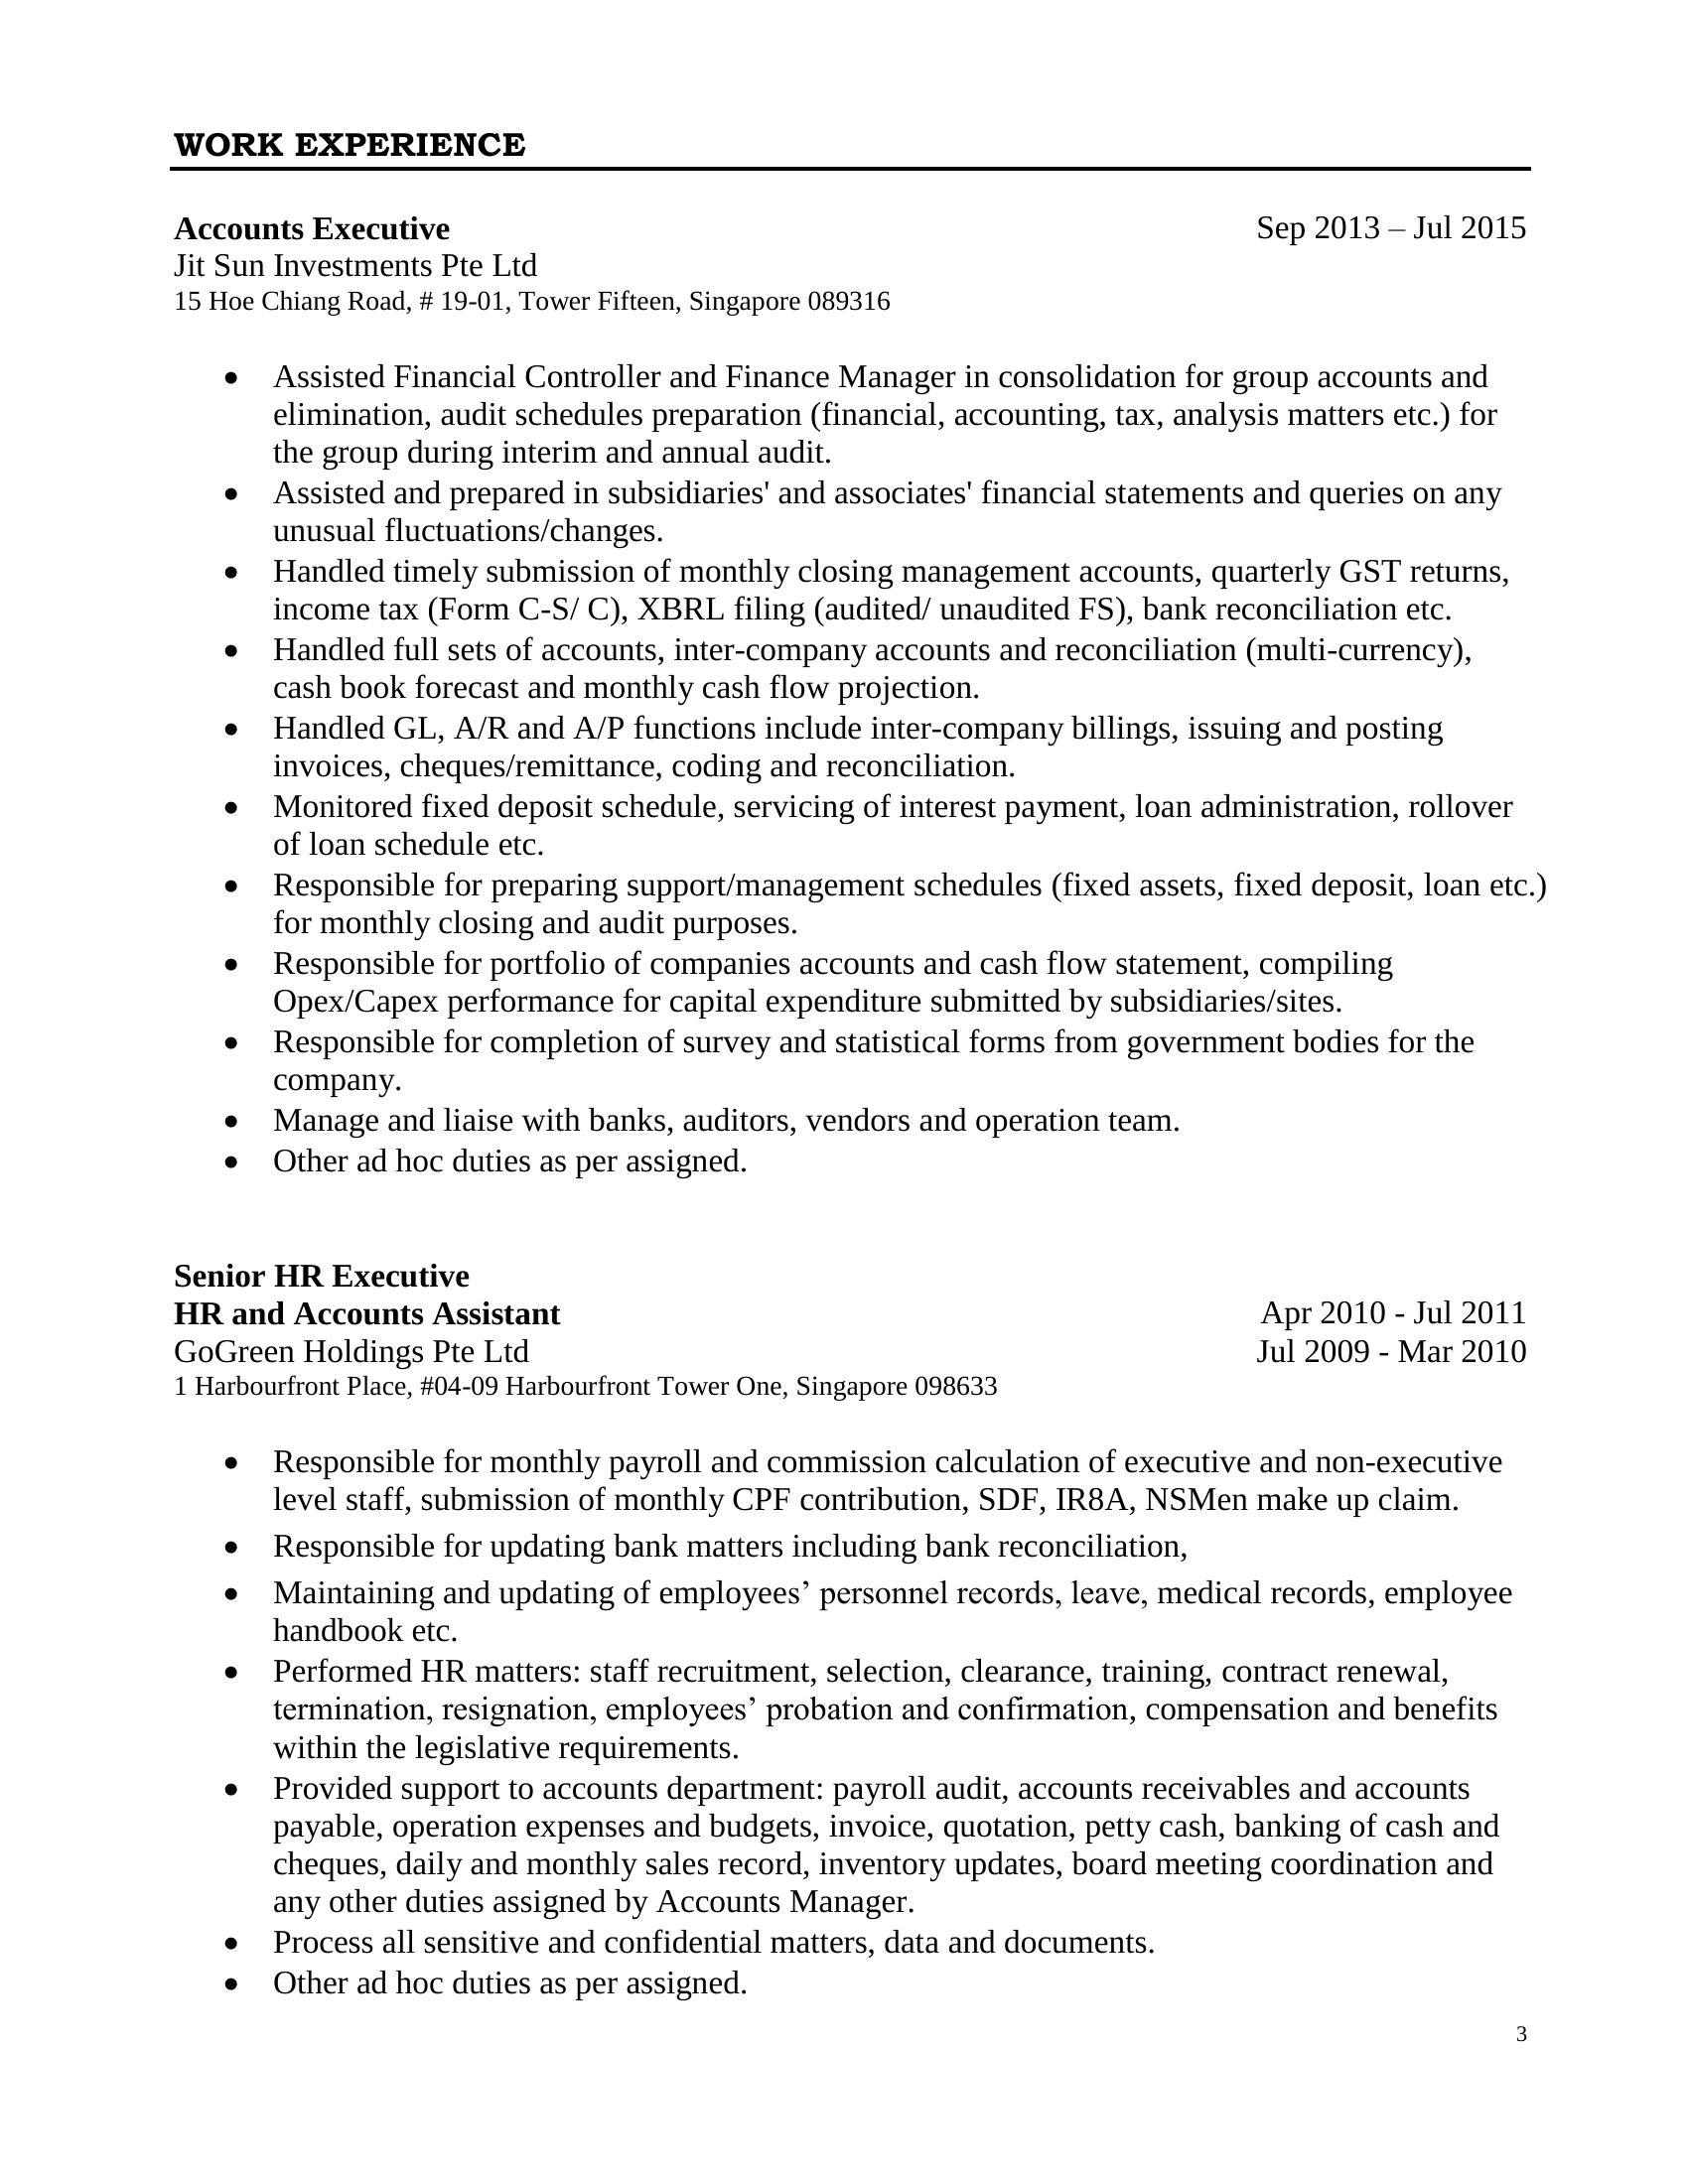 WORK EXPERIENCE
Accounts Executive Sep 2013 – Jul 2015
Jit Sun Investments Pte Ltd
15 Hoe Chiang Road, # 19-01, Tower Fifteen, Singapore 089316
• Assisted Financial Controller and Finance Manager in consolidation for group accounts and
elimination, audit schedules preparation (financial, accounting, tax, analysis matters etc.) for
the group during interim and annual audit.
• Assisted and prepared in subsidiaries' and associates' financial statements and queries on any
unusual fluctuations/changes.
• Handled timely submission of monthly closing management accounts, quarterly GST returns,
income tax (Form C-S/ C), XBRL filing (audited/ unaudited FS), bank reconciliation etc.
• Handled full sets of accounts, inter-company accounts and reconciliation (multi-currency),
cash book forecast and monthly cash flow projection.
• Handled GL, A/R and A/P functions include inter-company billings, issuing and posting
invoices, cheques/remittance, coding and reconciliation.
• Monitored fixed deposit schedule, servicing of interest payment, loan administration, rollover
of loan schedule etc.
• Responsible for preparing support/management schedules (fixed assets, fixed deposit, loan etc.)
for monthly closing and audit purposes.
• Responsible for portfolio of companies accounts and cash flow statement, compiling
Opex/Capex performance for capital expenditure submitted by subsidiaries/sites.
• Responsible for completion of survey and statistical forms from government bodies for the
company.
• Manage and liaise with banks, auditors, vendors and operation team.
• Other ad hoc duties as per assigned.
Senior HR Executive
HR and Accounts Assistant Apr 2010 - Jul 2011
GoGreen Holdings Pte Ltd Jul 2009 - Mar 2010
1 Harbourfront Place, #04-09 Harbourfront Tower One, Singapore 098633
• Responsible for monthly payroll and commission calculation of executive and non-executive
level staff, submission of monthly CPF contribution, SDF, IR8A, NSMen make up claim.
• Responsible for updating bank matters including bank reconciliation,
• Maintaining and updating of employees’ personnel records, leave, medical records, employee
handbook etc.
• Performed HR matters: staff recruitment, selection, clearance, training, contract renewal,
termination, resignation, employees’ probation and confirmation, compensation and benefits
within the legislative requirements.
• Provided support to accounts department: payroll audit, accounts receivables and accounts
payable, operation expenses and budgets, invoice, quotation, petty cash, banking of cash and
cheques, daily and monthly sales record, inventory updates, board meeting coordination and
any other duties assigned by Accounts Manager.
• Process all sensitive and confidential matters, data and documents.
• Other ad hoc duties as per assigned.
3